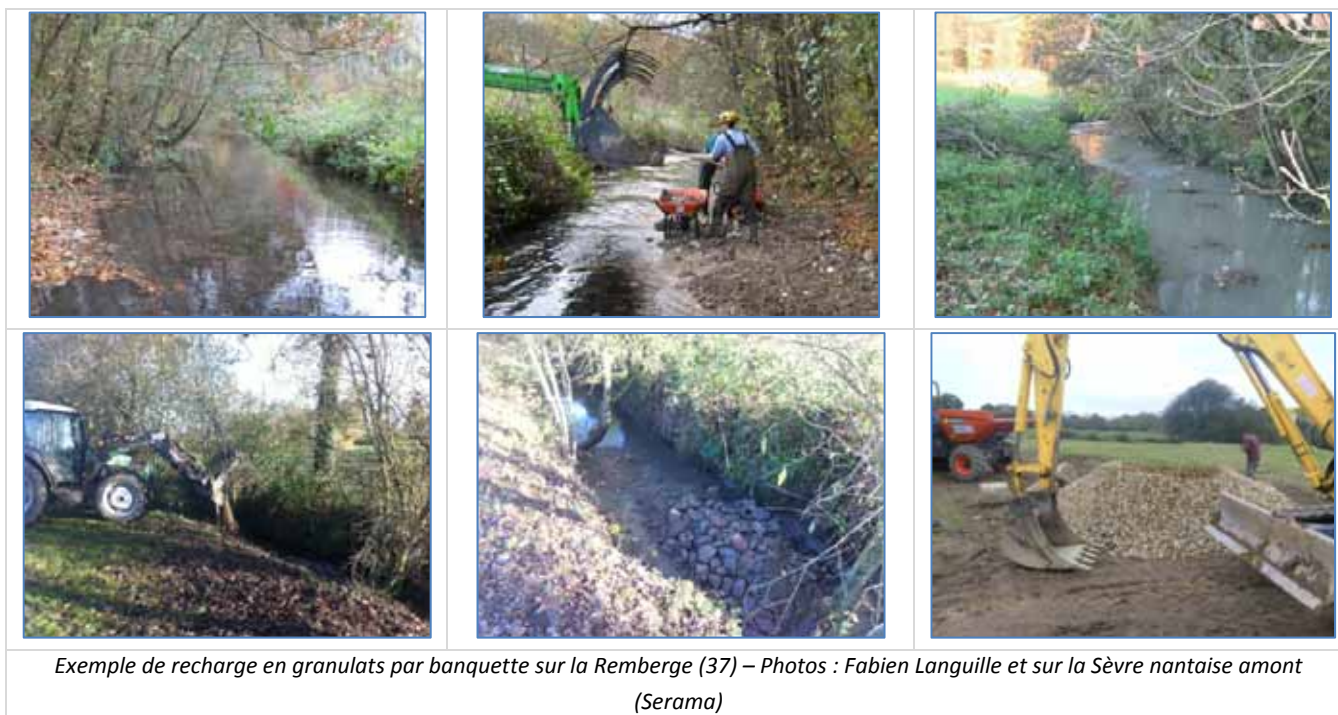 Exemple de recharge en granulats par banquette sur la Remberge (37) – Photos : Fabien Languille et sur la Sèvre nantaise amont
(Serama)